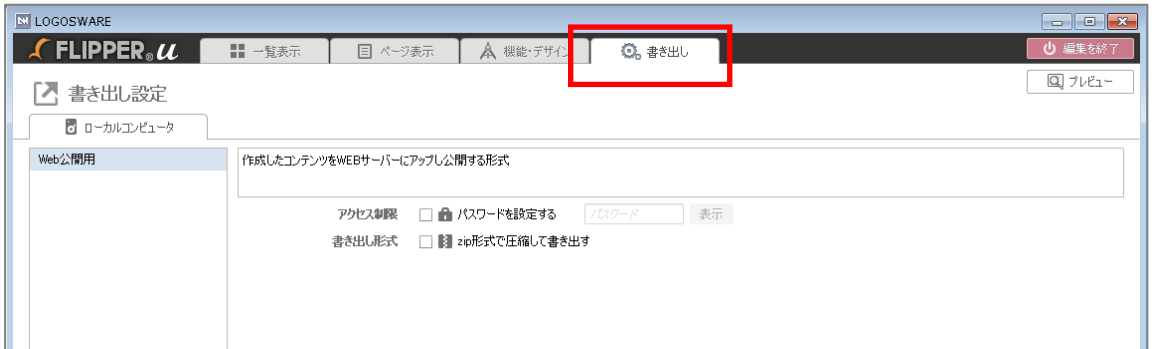 LOGOSWARE
FLIPPER® u 一覧表示 ページ表示 機能・デザイン 書き出し 編集を終了
書き出し設定 プレビュー
ローカルコンピュータ
Web公開用 作成したコンテンツをWEBサーバーにアップし公開する形式
アクセス制限 パスワードを設定する パスワード 表示
書き出し形式 zip形式で圧縮して書き出す